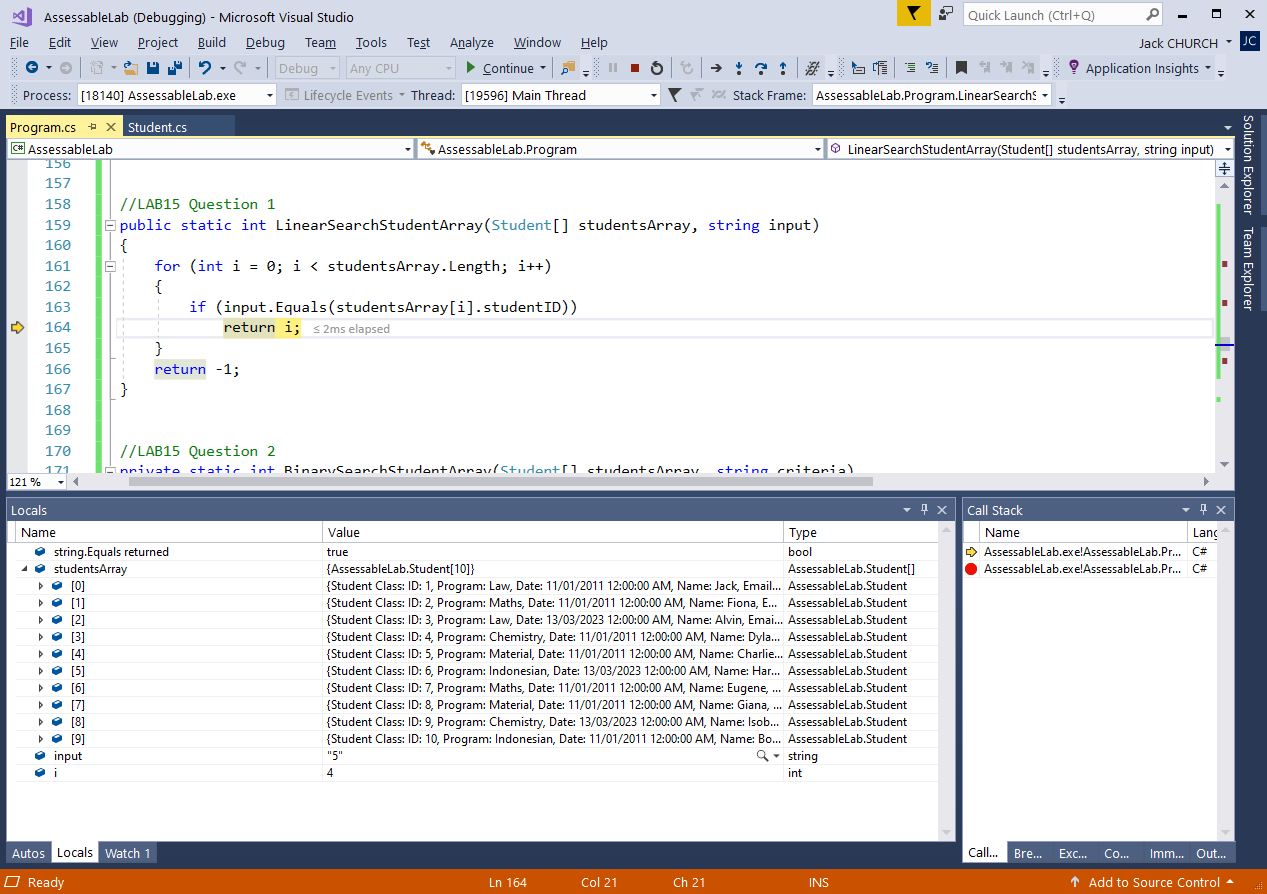 AssessableLab (Debugging) - Microsoft Visual Studio
Quick Launch (Ctrl+Q)
File Edit View Project Build Debug Team Tools Test Analyze Window Help
Jack CHURCH JC
Debug Any CPU Continue Application Insights
Process: [18140] AssessableLab.exe Lifecycle Events Thread: [19596] Main Thread Stack Frame: AssessableLab.Program.LinearSearchS
Program.cs Student.cs
C# AssessableLab AssessableLab.Program LinearSearchStudentArray(Student[] studentsArray, string input)
Solution Explorer
Team Explorer
156
157
158 //LAB15 Question 1
159 public static int LinearSearchStudentArray(Student[] studentsArray, string input)
160 {
161 for (int i = 0; i < studentsArray.Length; i++)
162 {
163 if (input.Equals(studentsArray[i].studentID))
164 return i; ≤ 2ms elapsed
165 }
166 return -1;
167 }
168
169
170 //LAB15 Question 2
171 private static int BinarySearchStudentArray(Student[] studentsArray, string criteria)
121 %
Locals
Name Value Type
string.Equals returned true bool
studentsArray {AssessableLab.Student[10]} AssessableLab.Student[]
[0] {Student Class: ID: 1, Program: Law, Date: 11/01/2011 12:00:00 AM, Name: Jack, Email... AssessableLab.Student
[1] {Student Class: ID: 2, Program: Maths, Date: 11/01/2011 12:00:00 AM, Name: Fiona, E... AssessableLab.Student
[2] {Student Class: ID: 3, Program: Law, Date: 13/03/2023 12:00:00 AM, Name: Alvin, Emai... AssessableLab.Student
[3] {Student Class: ID: 4, Program: Chemistry, Date: 11/01/2011 12:00:00 AM, Name: Dyla... AssessableLab.Student
[4] {Student Class: ID: 5, Program: Material, Date: 11/01/2011 12:00:00 AM, Name: Charlie... AssessableLab.Student
[5] {Student Class: ID: 6, Program: Indonesian, Date: 13/03/2023 12:00:00 AM, Name: Har... AssessableLab.Student
[6] {Student Class: ID: 7, Program: Maths, Date: 11/01/2011 12:00:00 AM, Name: Eugene, ... AssessableLab.Student
[7] {Student Class: ID: 8, Program: Material, Date: 11/01/2011 12:00:00 AM, Name: Giana, ... AssessableLab.Student
[8] {Student Class: ID: 9, Program: Chemistry, Date: 13/03/2023 12:00:00 AM, Name: Isob... AssessableLab.Student
[9] {Student Class: ID: 10, Program: Indonesian, Date: 11/01/2011 12:00:00 AM, Name: Bo... AssessableLab.Student
input "5" string
i 4 int
Autos Locals Watch 1
Call Stack
Name Lang
AssessableLab.exe!AssessableLab.Pr... C#
AssessableLab.exe!AssessableLab.Pr... C#
Call... Bre... Exc... Co... Imm... Out...
Ready Ln 164 Col 21 Ch 21 INS Add to Source Control